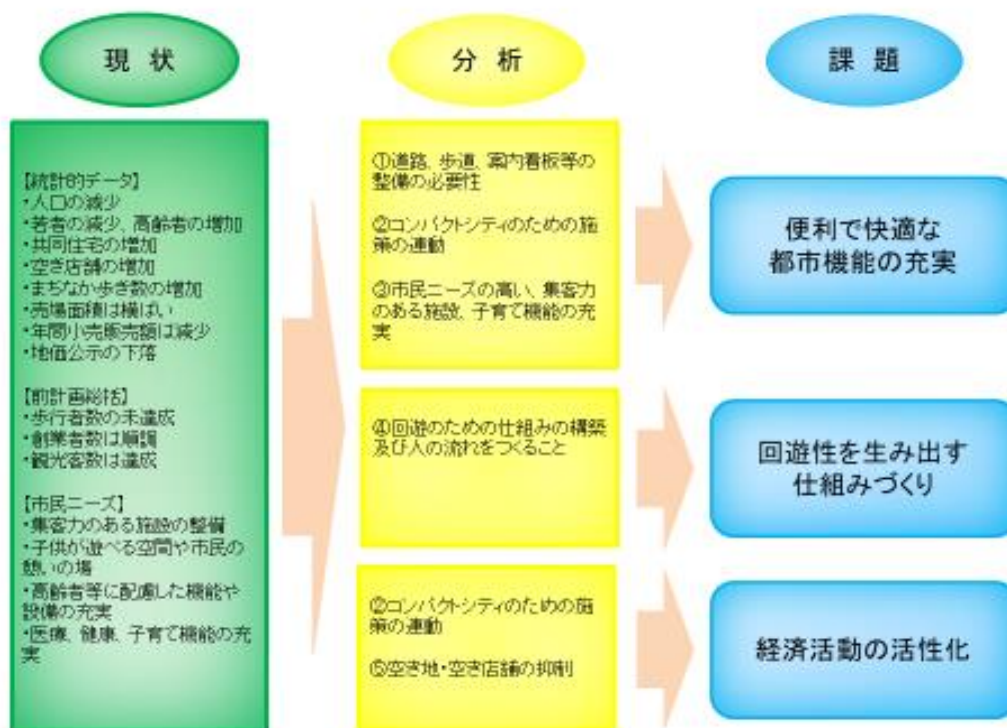 現 状
【統計的データ】
・人口の減少
・若者の減少、高齢者の増加
・共同住宅の増加
・空き店舗の増加
・まちなか歩き数の増加
・売場面積は横ばい
・年間小売販売額は減少
・地価公示の下落
【前計画総括】
・歩行者数の未達成
・創業者数は順調
・観光客数は達成
【市民ニーズ】
・集客力のある施設の整備
・子供が遊べる空間や市民の
憩いの場
・高齢者等に配慮した機能や
設備の充実
・医療、健康、子育て機能の充
実
分 析
①道路、歩道、案内看板等の
整備の必要性
②コンパクトシティのための施
策の連動
③市民ニーズの高い、集客力
のある施設、子育て機能の充
実
④回遊のための仕組みの構築
及び人の流れをつくること
②コンパクトシティのための施
策の連動
⑤空き地・空き店舗の抑制
課 題
便利で快適な
都市機能の充実
回遊性を生み出す
仕組みづくり
経済活動の活性化